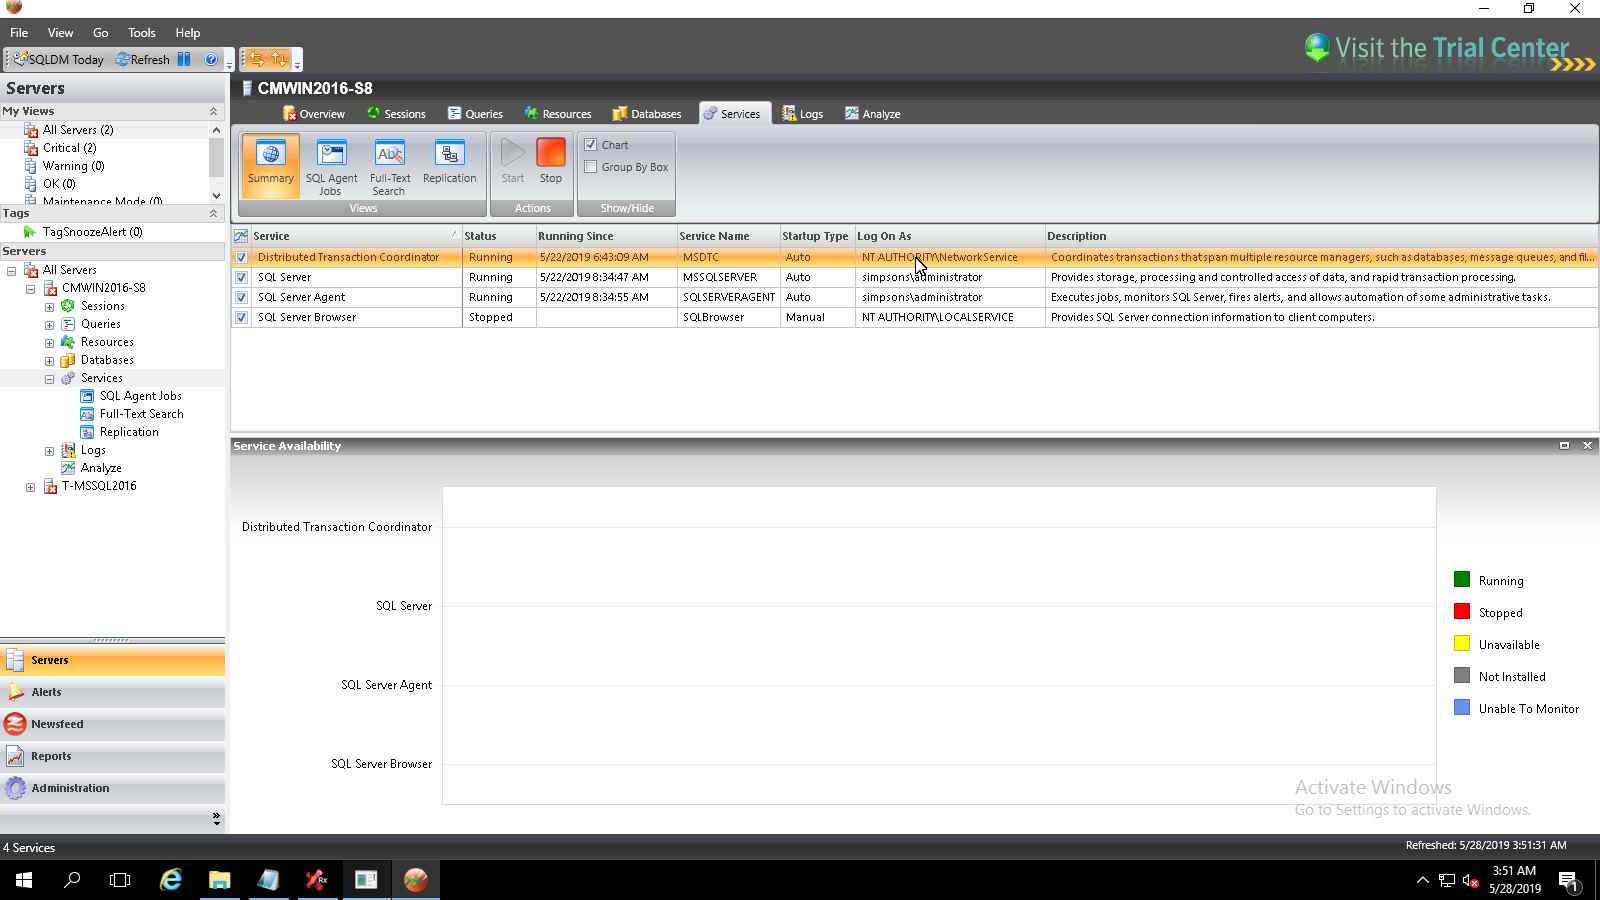 File View Go Tools Help
SQLDM Today Refresh
Visit the Trial Center
Servers
My Views
All Servers (2)
Critical (2)
Warning (0)
OK (0)
Maintenance Mode (0)
Tags
TagSnoozeAlert (0)
Servers
All Servers
CMWIN2016-S8
Sessions
Queries
Resources
Databases
Services
SQL Agent Jobs
Full-Text Search
Replication
Logs
Analyze
T-MSSQL2016
Servers
Alerts
Newsfeed
Reports
Administration
CMWIN2016-S8
Overview Sessions Queries Resources Databases Services Logs Analyze
Summary
SQL Agent Jobs
Full-Text Search
Replication
Views
Start
Stop
Actions
Chart
Group By Box
Show/Hide
Service Status Running Since Service Name Startup Type Log On As Description
Distributed Transaction Coordinator Running 5/22/2019 6:43:09 AM MSDTC Auto NT AUTHORITY\NetworkService Coordinates transactions that span multiple resource managers, such as databases, message queues, and fil...
SQL Server Running 5/22/2019 8:34:47 AM MSSQLSERVER Auto simpsons\administrator Provides storage, processing and controlled access of data, and rapid transaction processing.
SQL Server Agent Running 5/22/2019 8:34:55 AM SQLSERVERAGENT Auto simpsons\administrator Executes jobs, monitors SQL Server, fires alerts, and allows automation of some administrative tasks.
SQL Server Browser Stopped SQLBrowser Manual NT AUTHORITY\LOCALSERVICE Provides SQL Server connection information to client computers.
Service Availability
Distributed Transaction Coordinator
SQL Server
SQL Server Agent
SQL Server Browser
Running
Stopped
Unavailable
Not Installed
Unable To Monitor
Activate Windows
Go to Settings to activate Windows.
4 Services
Refreshed: 5/28/2019 3:51:31 AM
3:51 AM
5/28/2019
1